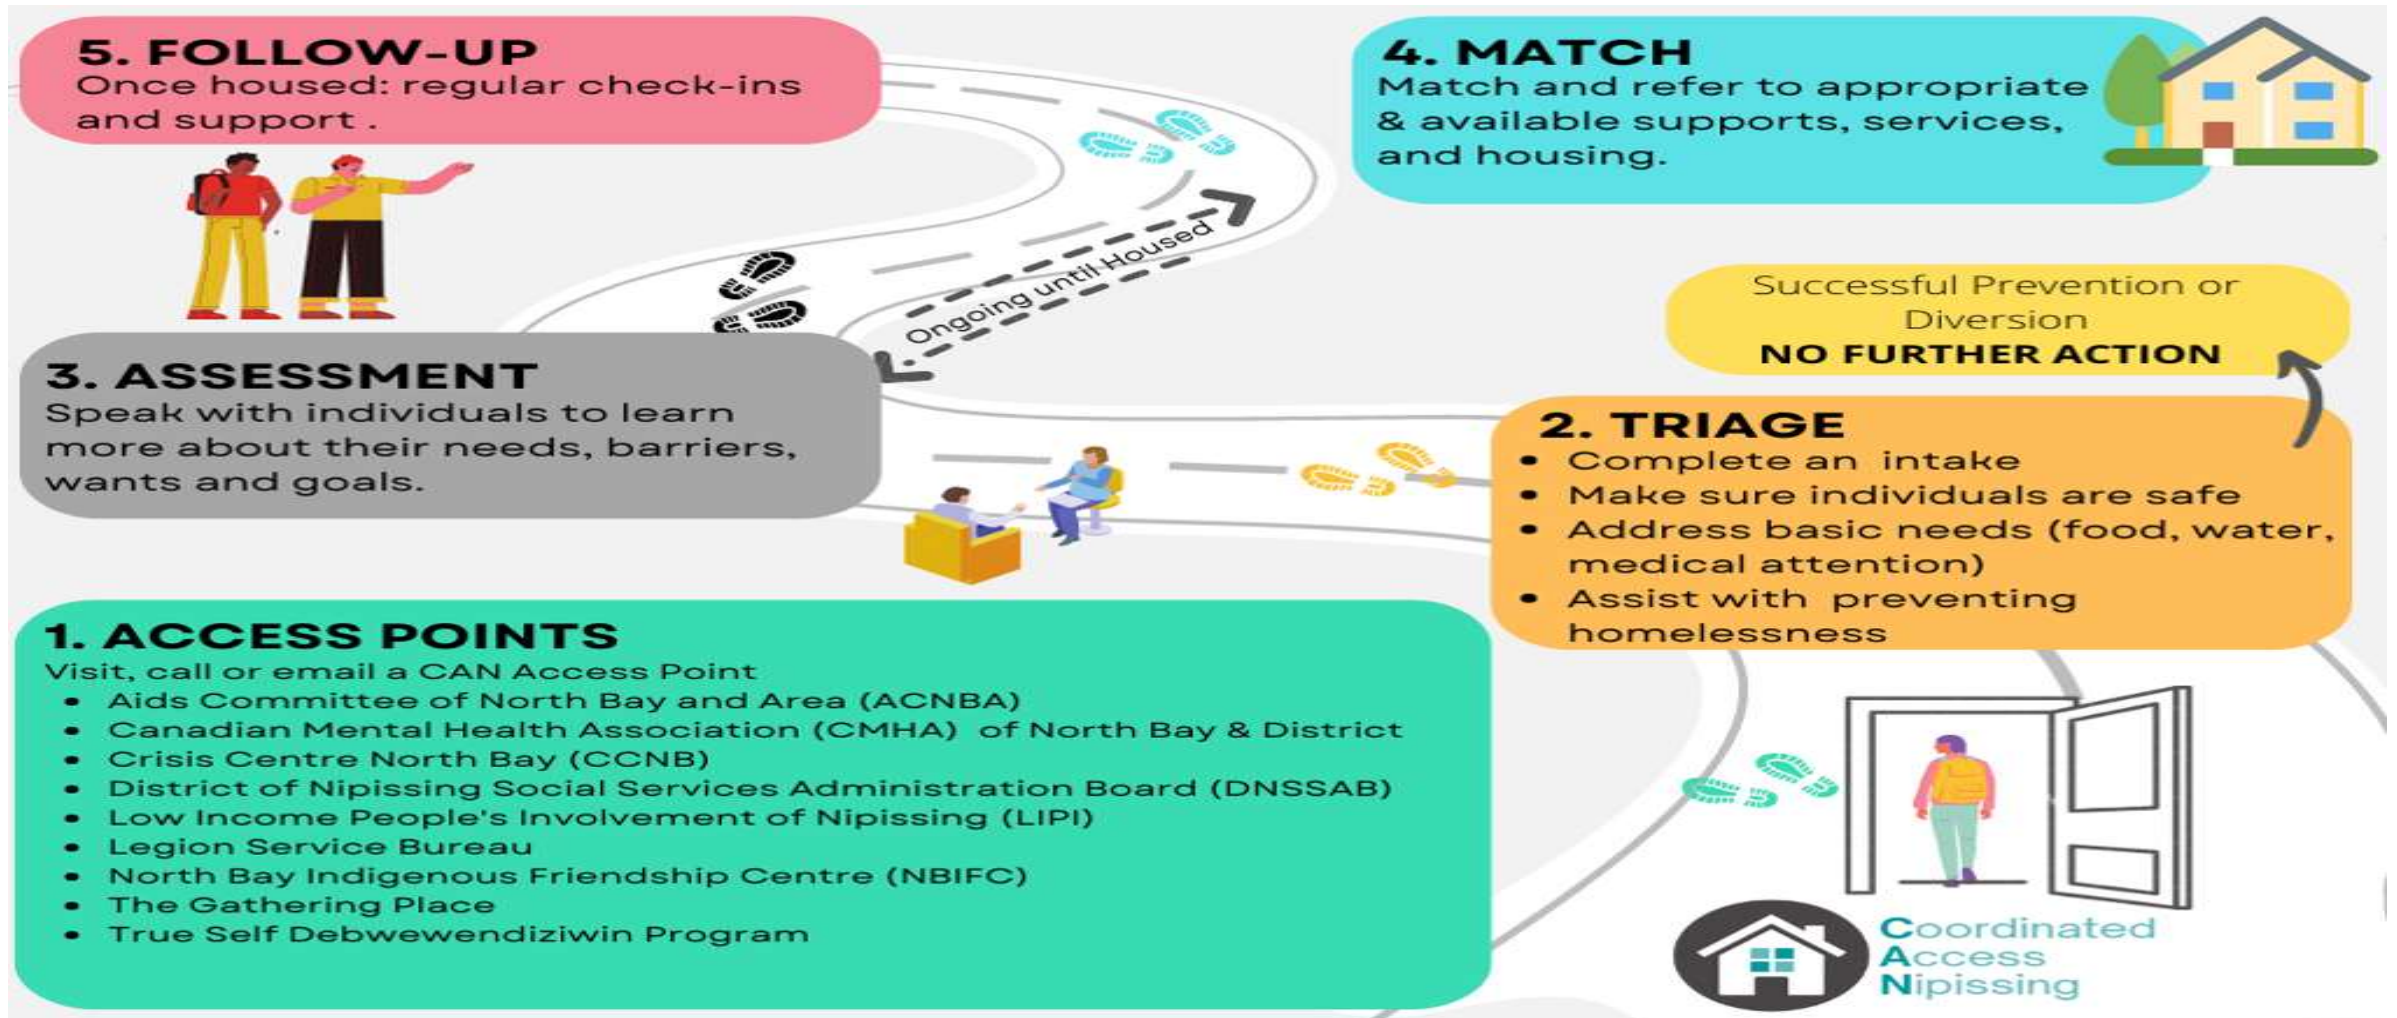 5. FOLLOW-UP
Once housed: regular check-ins
and support .
4. MATCH
Match and refer to appropriate
& available supports, services,
and housing.
Ongoing until Housed
Successful Prevention or
Diversion
NO FURTHER ACTION
3. ASSESSMENT
Speak with individuals to learn
more about their needs, barriers,
wants and goals.
2. TRIAGE
• Complete an intake
• Make sure individuals are safe
• Address basic needs (food, water,
medical attention)
• Assist with preventing
homelessness
1. ACCESS POINTS
Visit, call or email a CAN Access Point
• Aids Committee of North Bay and Area (ACNBA)
• Canadian Mental Health Association (CMHA) of North Bay & District
• Crisis Centre North Bay (CCNB)
• District of Nipissing Social Services Administration Board (DNSSAB)
• Low Income People's Involvement of Nipissing (LIPI)
• Legion Service Bureau
• North Bay Indigenous Friendship Centre (NBIFC)
• The Gathering Place
• True Self Debwewendiziwin Program
Coordinated
Access
Nipissing